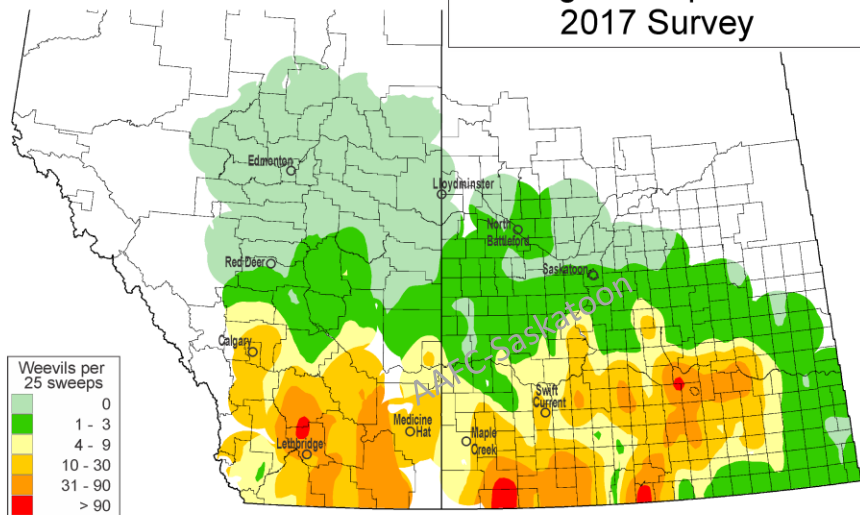 2017 Survey
Edmonton
Lloydminster
North
Battleford
Red Deer
Saskatoon
Calgary
AAFC-Saskatoon
Swift
Current
Medicine
Hat
Maple
Creek
Lethbridge
Weevils per
25 sweeps
0
1 - 3
4 - 9
10 - 30
31 - 90
> 90